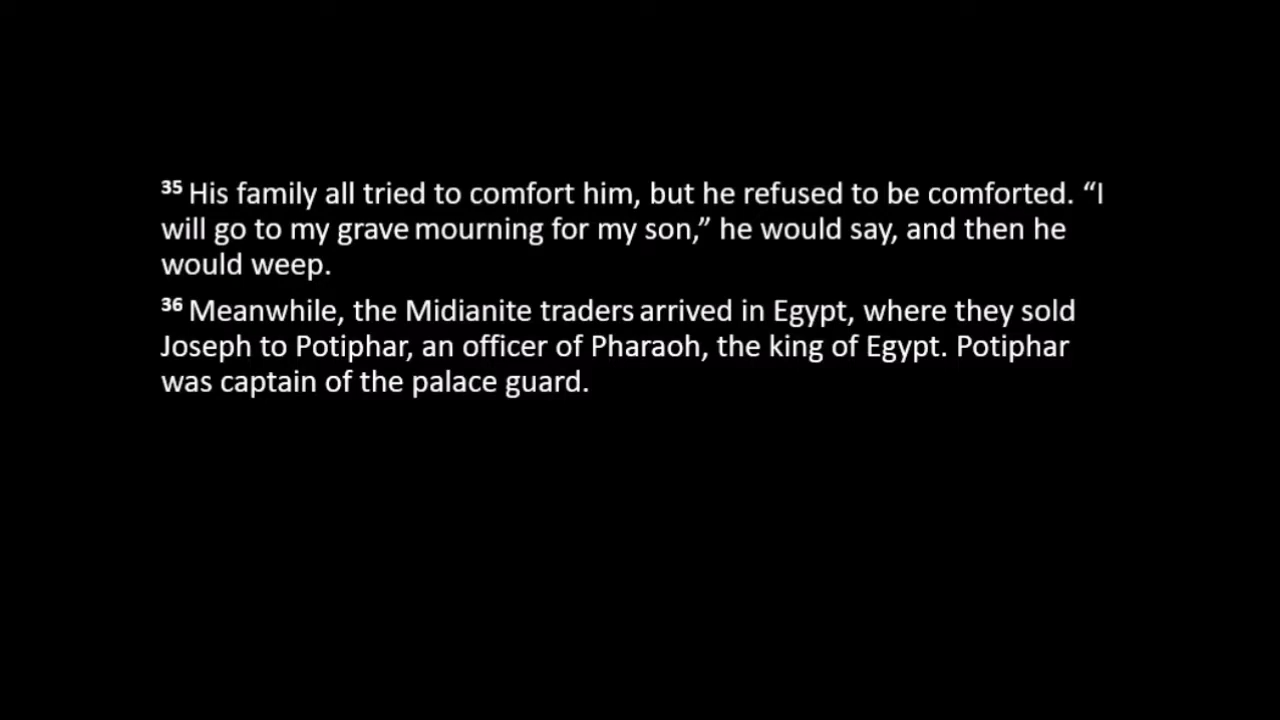 35 His family all tried to comfort him, but he refused to be comforted. “I
will go to my grave mourning for my son,” he would say, and then he
would weep.
36 Meanwhile, the Midianite traders arrived in Egypt, where they sold
Joseph to Potiphar, an officer of Pharaoh, the king of Egypt. Potiphar
was captain of the palace guard.